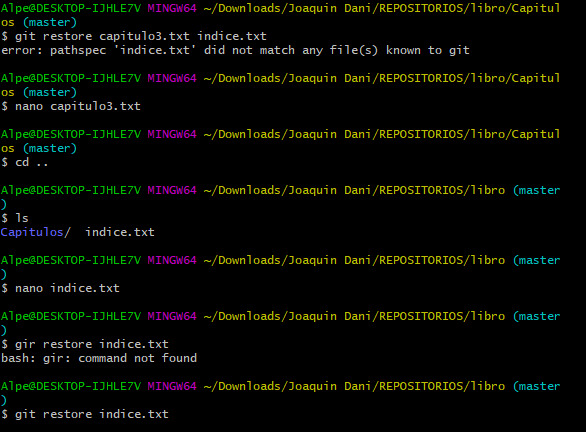 Alpe@DESKTOP-IJHLE7V MINGW64 ~/Downloads/Joaquin Dani/REPOSITORIOS/libro/Capitul
os (master)
$ git restore capitulo3.txt indice.txt
error: pathspec 'indice.txt' did not match any file(s) known to git
Alpe@DESKTOP-IJHLE7V MINGW64 ~/Downloads/Joaquin Dani/REPOSITORIOS/libro/Capitul
os (master)
$ nano capitulo3.txt
Alpe@DESKTOP-IJHLE7V MINGW64 ~/Downloads/Joaquin Dani/REPOSITORIOS/libro/Capitul
os (master)
$ cd ..
Alpe@DESKTOP-IJHLE7V MINGW64 ~/Downloads/Joaquin Dani/REPOSITORIOS/libro (master
)
$ ls
Capitulos/  indice.txt
Alpe@DESKTOP-IJHLE7V MINGW64 ~/Downloads/Joaquin Dani/REPOSITORIOS/libro (master
)
$ nano indice.txt
Alpe@DESKTOP-IJHLE7V MINGW64 ~/Downloads/Joaquin Dani/REPOSITORIOS/libro (master
)
$ gir restore indice.txt
bash: gir: command not found
Alpe@DESKTOP-IJHLE7V MINGW64 ~/Downloads/Joaquin Dani/REPOSITORIOS/libro (master
)
$ git restore indice.txt